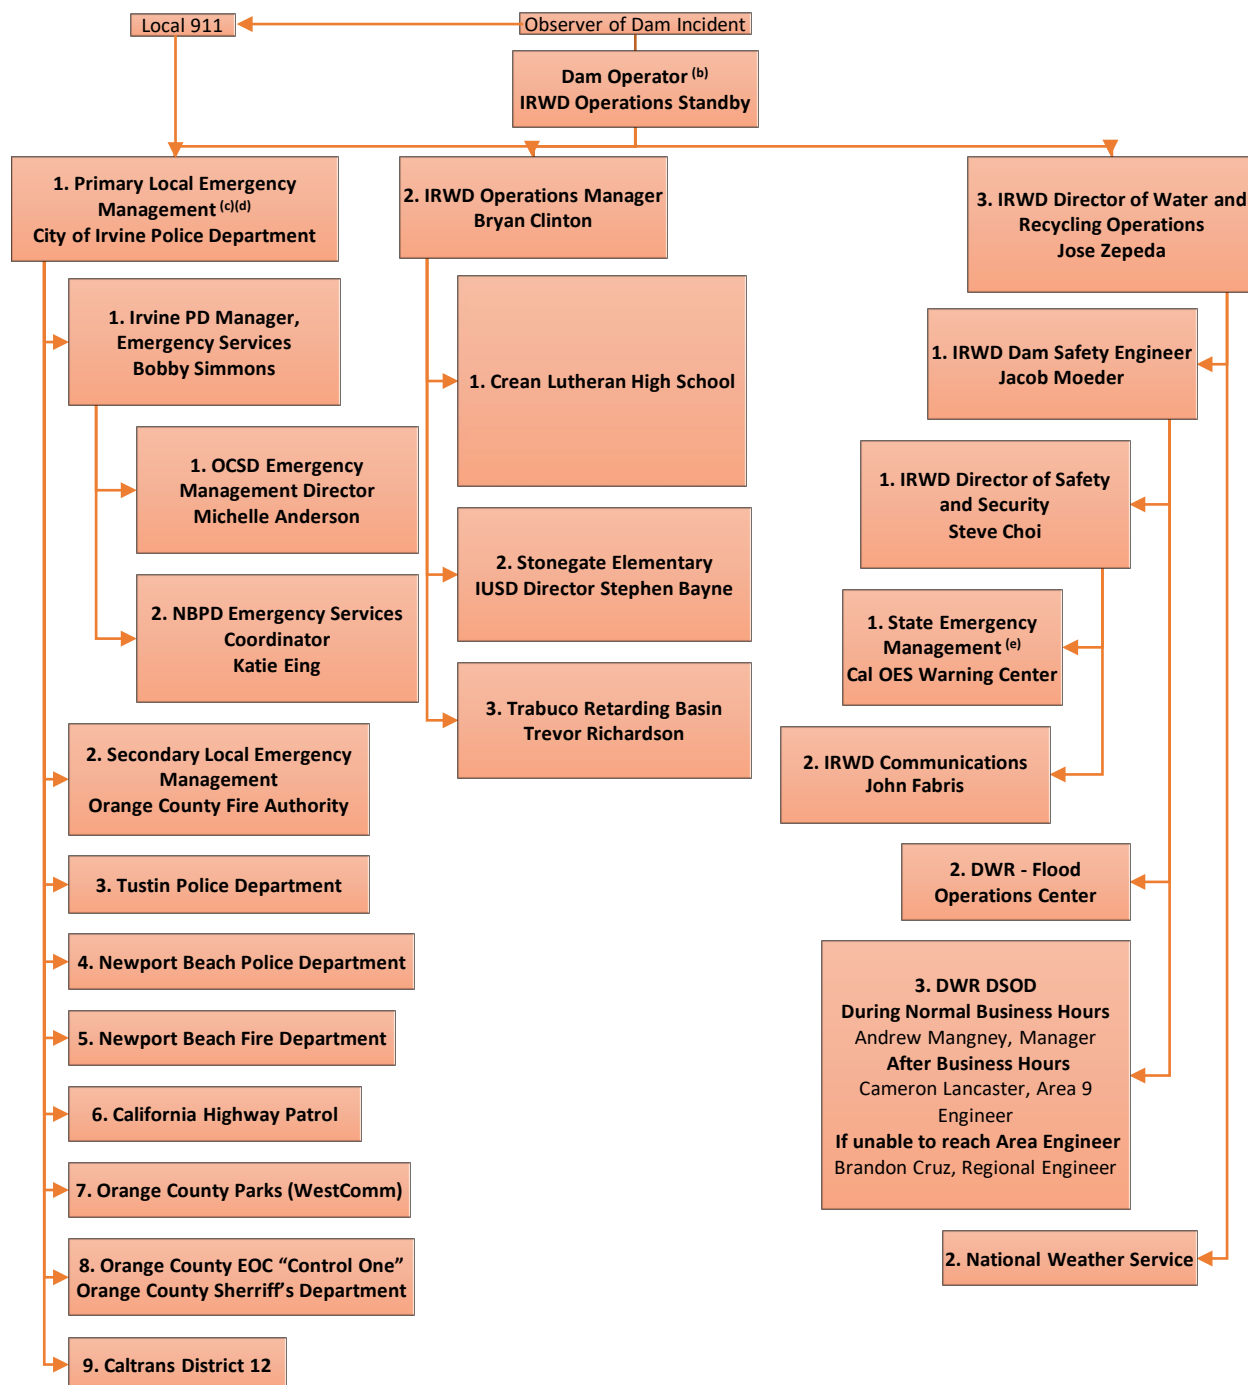 Local 911
Observer of Dam Incident
Dam Operator (b)
IRWD Operations Standby
1. Primary Local Emergency
Management (c)(d)
City of Irvine Police Department
1. Irvine PD Manager,
Emergency Services
Bobby Simmons
1. OCSD Emergency
Management Director
Michelle Anderson
2. NBPD Emergency Services
Coordinator
Katie Eing
2. Secondary Local Emergency
Management
Orange County Fire Authority
3. Tustin Police Department
4. Newport Beach Police Department
5. Newport Beach Fire Department
6. California Highway Patrol
7. Orange County Parks (WestComm)
8. Orange County EOC “Control One”
Orange County Sherriff’s Department
9. Caltrans District 12
2. IRWD Operations Manager
Bryan Clinton
1. Crean Lutheran High School
2. Stonegate Elementary
IUSD Director Stephen Bayne
3. Trabuco Retarding Basin
Trevor Richardson
3. IRWD Director of Water and
Recycling Operations
Jose Zepeda
1. IRWD Dam Safety Engineer
Jacob Moeder
1. IRWD Director of Safety
and Security
Steve Choi
1. State Emergency
Management (e)
Cal OES Warning Center
2. IRWD Communications
John Fabris
2. DWR - Flood
Operations Center
3. DWR DSOD
During Normal Business Hours
Andrew Mangney, Manager
After Business Hours
Cameron Lancaster, Area 9
Engineer
If unable to reach Area Engineer
Brandon Cruz, Regional Engineer
2. National Weather Service